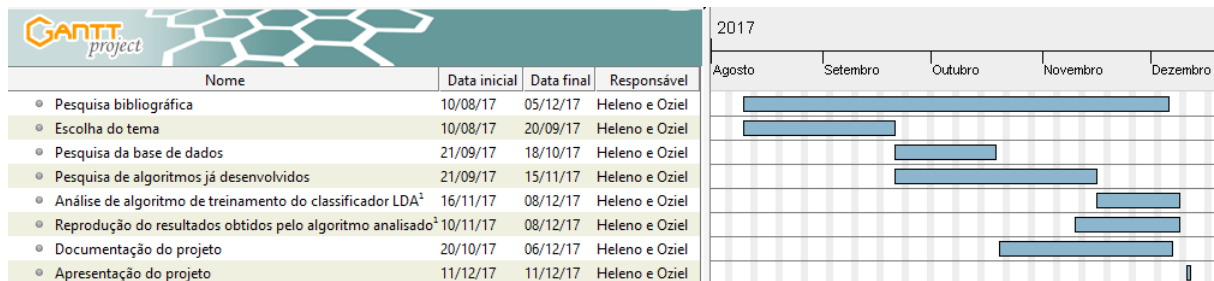 GANTT
project
2017
Agosto Setembro Outubro Novembro Dezembro
Nome Data inicial Data final Responsável
Pesquisa bibliográfica 10/08/17 05/12/17 Heleno e Oziel
Escolha do tema 10/08/17 20/09/17 Heleno e Oziel
Pesquisa da base de dados 21/09/17 18/10/17 Heleno e Oziel
Pesquisa de algoritmos já desenvolvidos 21/09/17 15/11/17 Heleno e Oziel
Análise de algoritmo de treinamento do classificador LDA¹ 16/11/17 08/12/17 Heleno e Oziel
Reprodução do resultados obtidos pelo algoritmo analisado¹ 10/11/17 08/12/17 Heleno e Oziel
Documentação do projeto 20/10/17 06/12/17 Heleno e Oziel
Apresentação do projeto 11/12/17 11/12/17 Heleno e Oziel